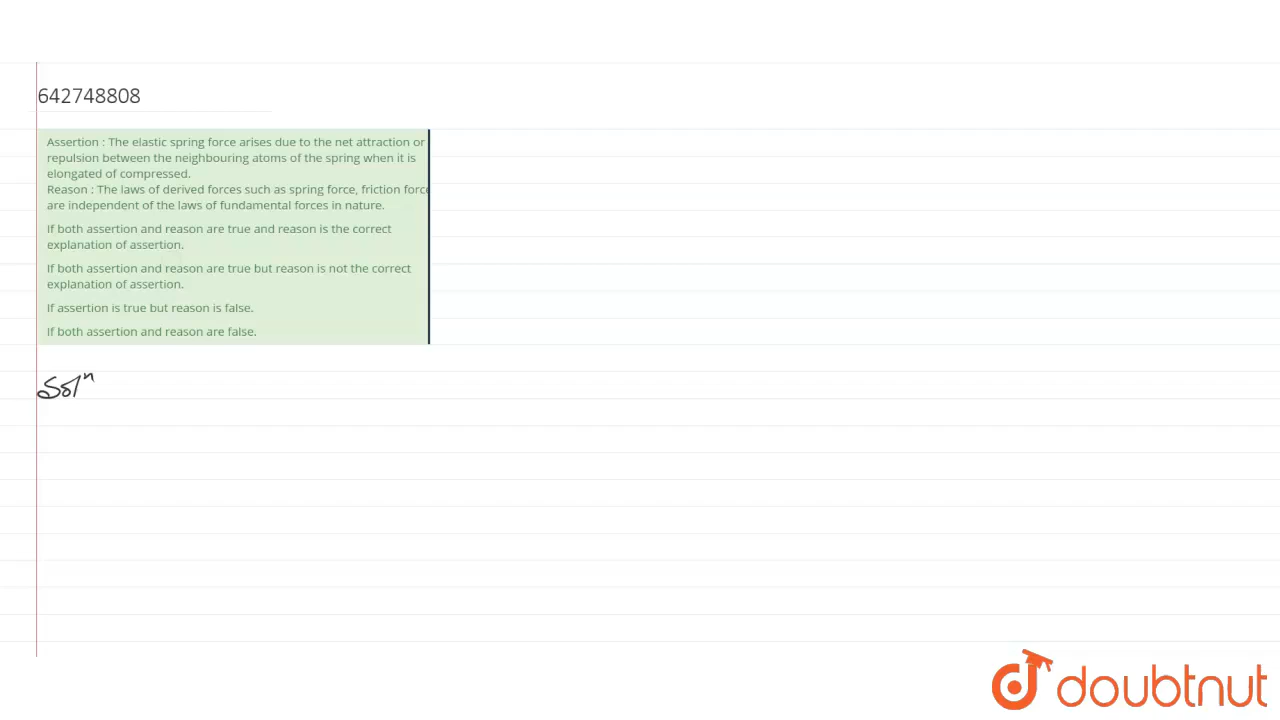 642748808
Assertion : The elastic spring force arises due to the net attraction or
repulsion between the neighbouring atoms of the spring when it is
elongated of compressed.
Reason : The laws of derived forces such as spring force, friction force
are independent of the laws of fundamental forces in nature.
If both assertion and reason are true and reason is the correct
explanation of assertion.
If both assertion and reason are true but reason is not the correct
explanation of assertion.
If assertion is true but reason is false.
If both assertion and reason are false.
Solⁿ
doubtnut